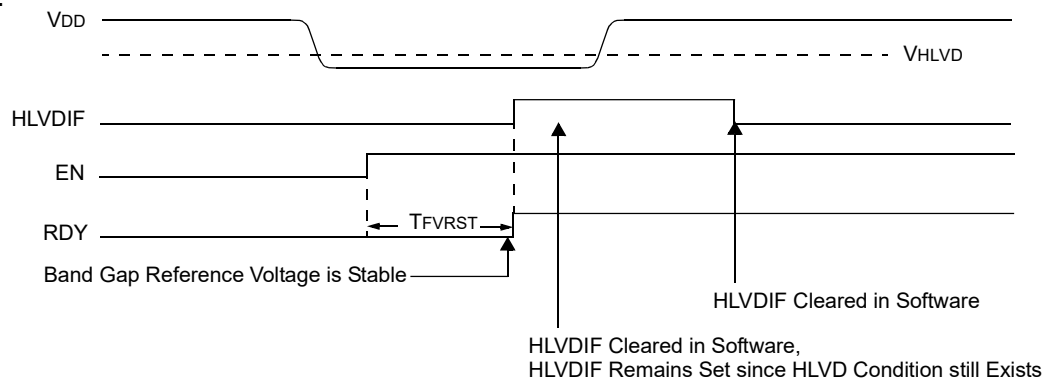 VDD
VHLVD
HLVDIF
EN
TFVRST
RDY
Band Gap Reference Voltage is Stable
HLVDIF Cleared in Software
HLVDIF Cleared in Software,
HLVDIF Remains Set since HLVD Condition still Exists